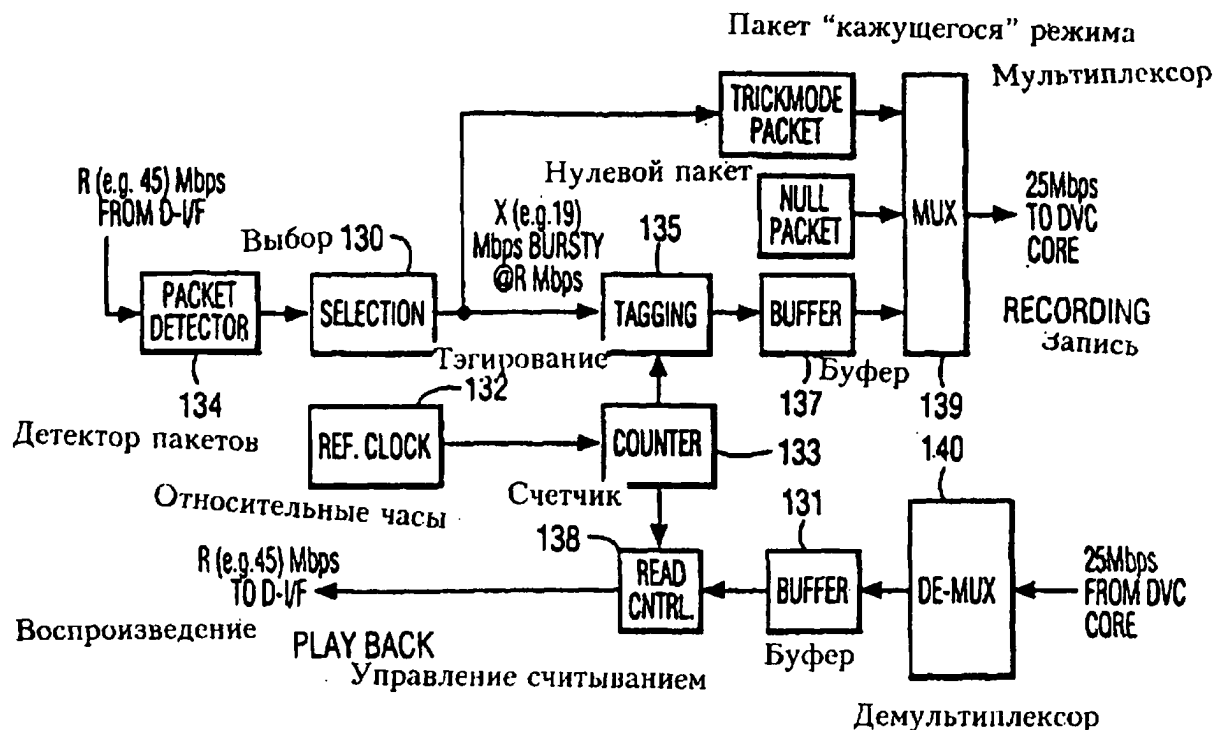 Пакет “кажущегося” режима
Мультиплексор
TRICKMODE
PACKET
R (e.g. 45) Mbps
FROM D-I/F
Нулевой пакет
NULL
PACKET
MUX
25Mbps
TO DVC
CORE
Выбор 130
X (e.g.19)
Mbps BURSTY
@R Mbps
135
PACKET
DETECTOR
SELECTION
TAGGING
BUFFER
RECORDING
Запись
Тэгирование
Буфер
134
132
137
139
Детектор пакетов
REF. CLOCK
COUNTER
133
140
Относительные часы
Счетчик
138
131
R (e.g.45) Mbps
TO D-I/F
READ
CNTRL.
BUFFER
DE-MUX
25Mbps
FROM DVC
CORE
Воспроизведение
PLAY BACK
Буфер
Управление считыванием
Демультиплексор